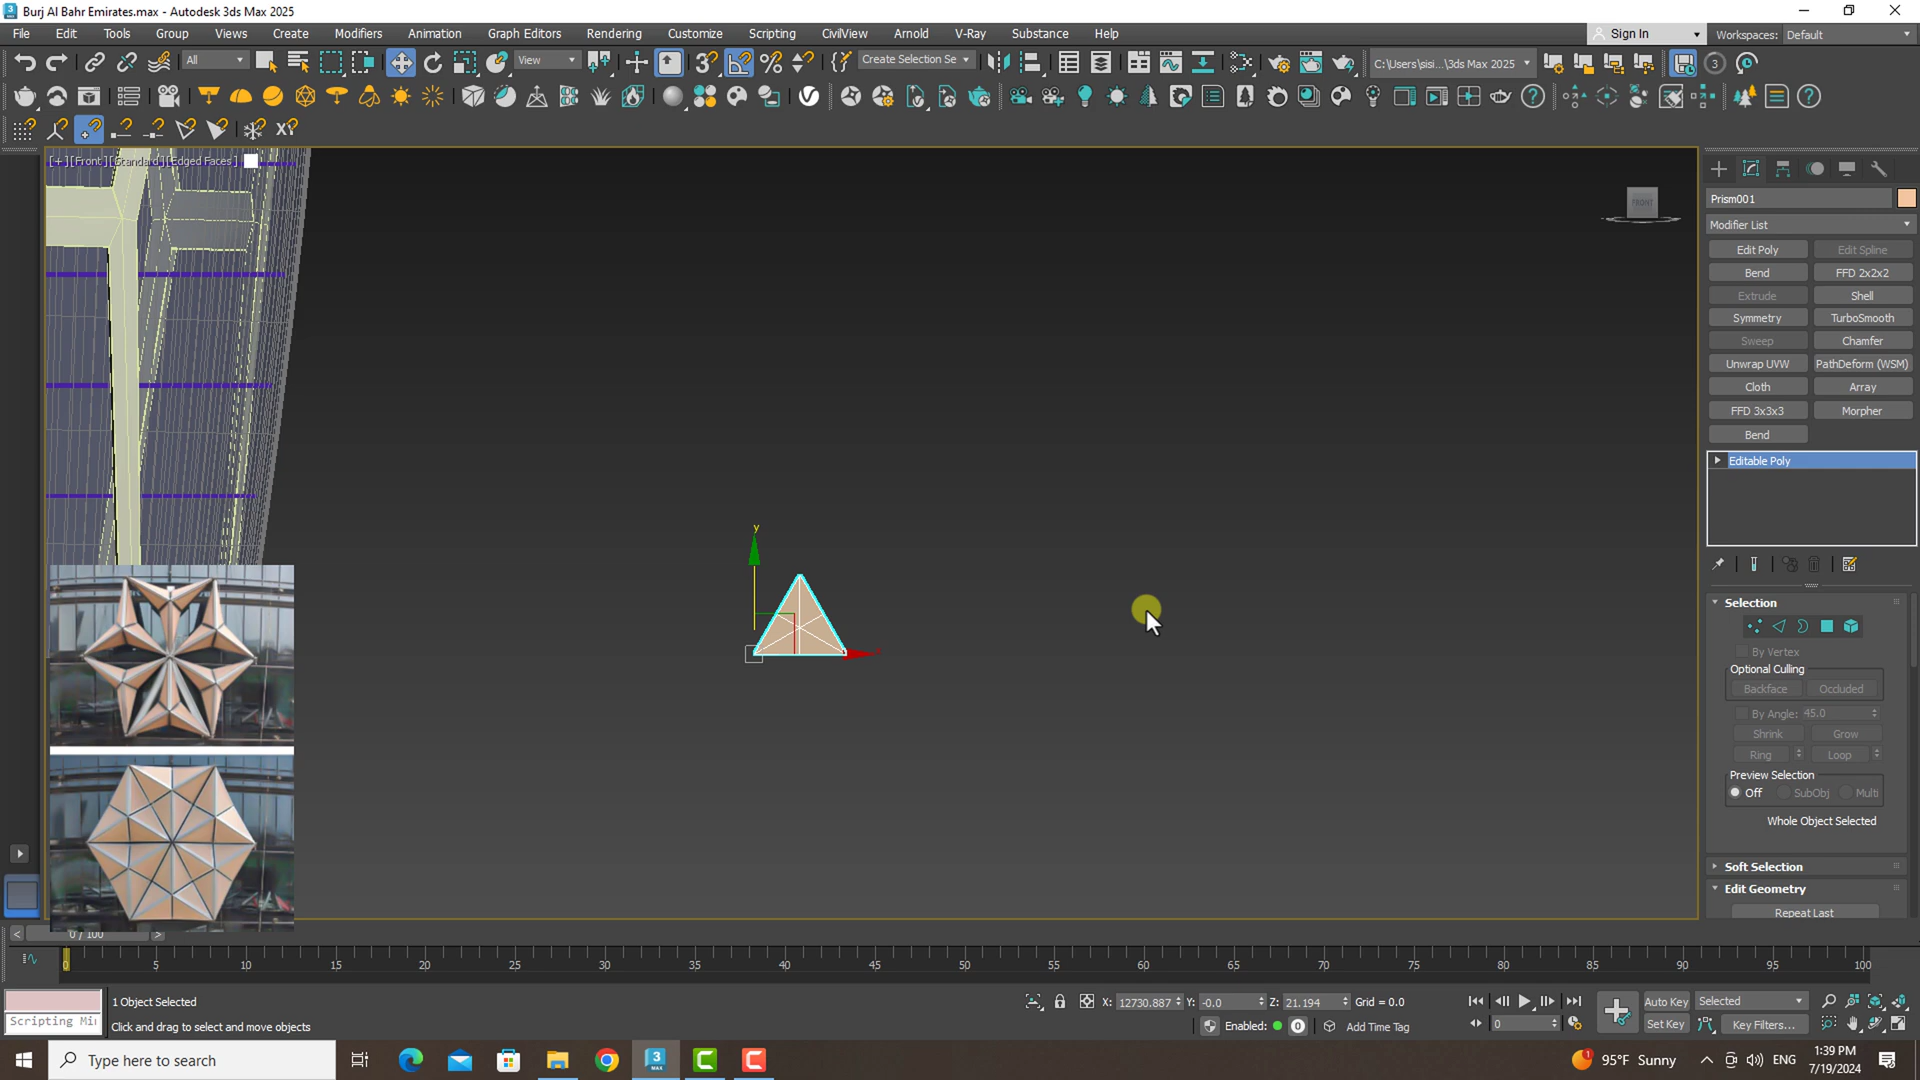 Burj Al Bahr Emirates.max - Autodesk 3ds Max 2025
File Edit Tools Group Views Create Modifiers Animation Graph Editors Rendering Customize Scripting CivilView Arnold V-Ray Substance Help
Sign In Workspaces: Default
All View Create Selection Se C:\Users\sisi...\3ds Max 2025 3
XY
[+][Front][Standard][Edged Faces]
FRONT
Prism001
Modifier List
Edit Poly Edit Spline
Bend FFD 2x2x2
Extrude Shell
Symmetry TurboSmooth
Sweep Chamfer
Unwrap UVW PathDeform (WSM)
Cloth Array
FFD 3x3x3 Morpher
Bend
Editable Poly
y
Selection
By Vertex
Optional Culling
Backface Occluded
By Angle: 45.0
Shrink Grow
Ring Loop
Preview Selection
Off SubObj Multi
Whole Object Selected
Soft Selection
Edit Geometry
Repeat Last
0 / 100
0 5 10 15 20 25 30 35 40 45 50 55 60 65 70 75 80 85 90 95 100
1 Object Selected
X: 12730.887 Y: -0.0 Z: 21.194 Grid = 0.0
Auto Key Selected
Scripting Mi
Click and drag to select and move objects
Enabled: 0 Add Time Tag
0
Set Key Key Filters...
Type here to search
95°F Sunny ENG
1:39 PM
7/19/2024